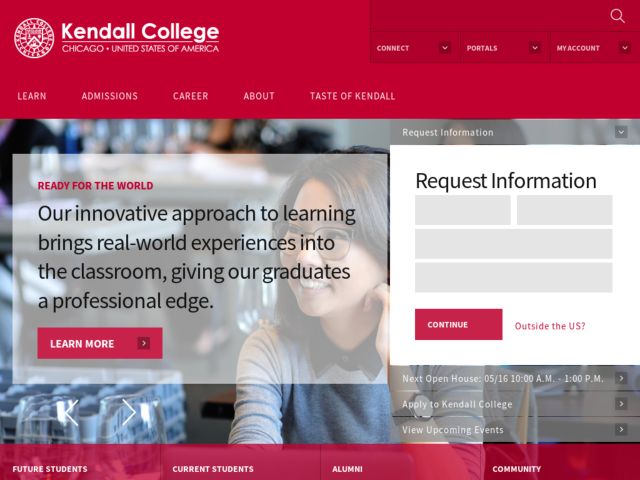 Kendall College
CHICAGO • UNITED STATES OF AMERICA
CONNECT
PORTALS
MY ACCOUNT
LEARN
ADMISSIONS
CAREER
ABOUT
TASTE OF KENDALL
Request Information
READY FOR THE WORLD
Our innovative approach to learning
brings real-world experiences into
the classroom, giving our graduates
a professional edge.
LEARN MORE
Request Information
CONTINUE
Outside the US?
Next Open House: 05/16 10:00 A.M. - 1:00 P.M.
Apply to Kendall College
View Upcoming Events
FUTURE STUDENTS
CURRENT STUDENTS
ALUMNI
COMMUNITY